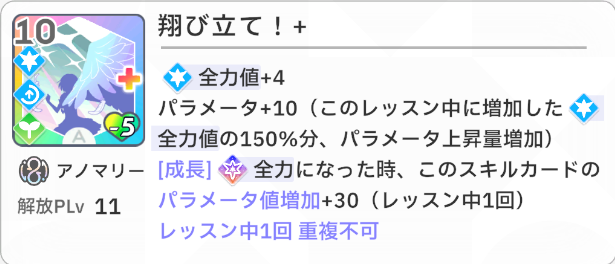 翔び立て！+
10
全力値+4
パラメータ+10（このレッスン中に増加した
全力値の150%分、パラメータ上昇量増加）
A
-5
[成長] 全力になった時、このスキルカードの
アノマリー
パラメータ値増加+30（レッスン中1回）
解放PLv 11
レッスン中1回 重複不可